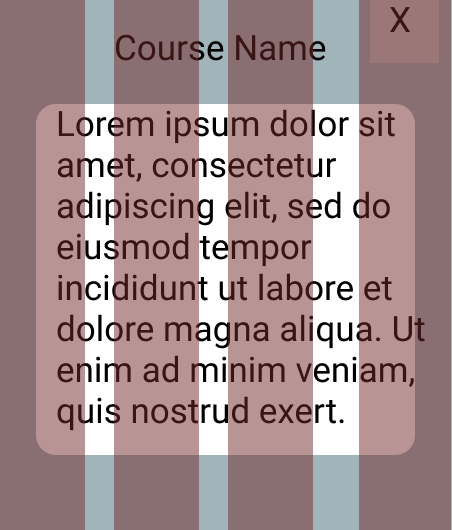 X
Course Name
Lorem ipsum dolor sit
amet, consectetur
adipiscing elit, sed do
eiusmod tempor
incididunt ut labore et
dolore magna aliqua. Ut
enim ad minim veniam,
quis nostrud exert.